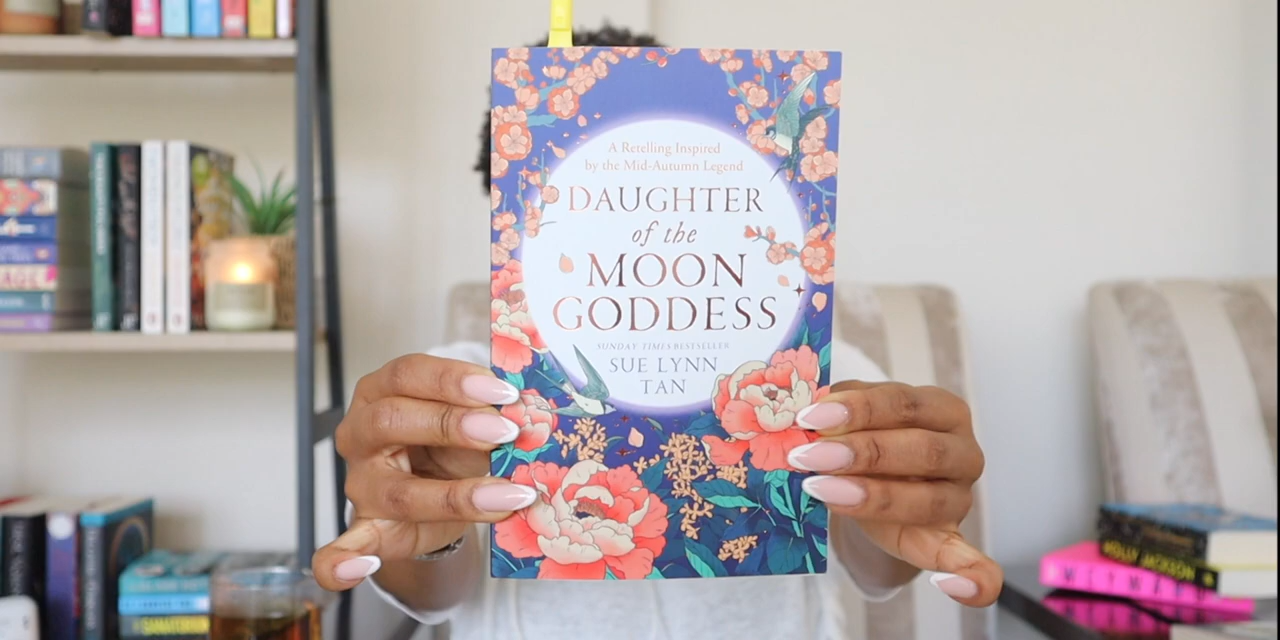 A Retelling Inspired
by the Mid-Autumn Legend
DAUGHTER
of the
MOON
GODDESS
SUNDAY TIMES BESTSELLER
SUE LYNN
TAN
HOLLY JACKSON
SANATORIUM